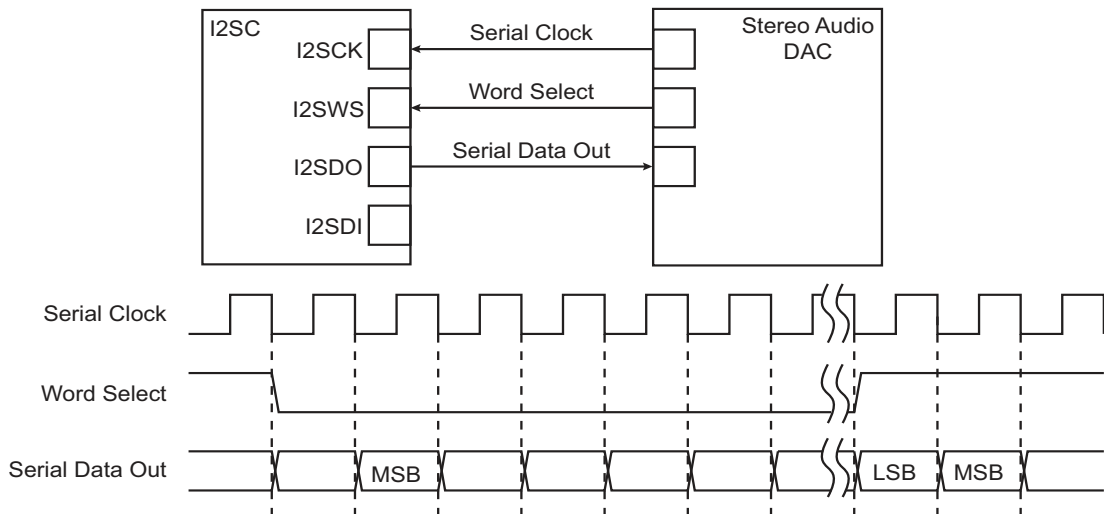 I2SC
Stereo Audio
DAC
I2SCK
Serial Clock
I2SWS
Word Select
I2SDO
Serial Data Out
I2SDI
Serial Clock
Word Select
Serial Data Out
MSB
LSB
MSB